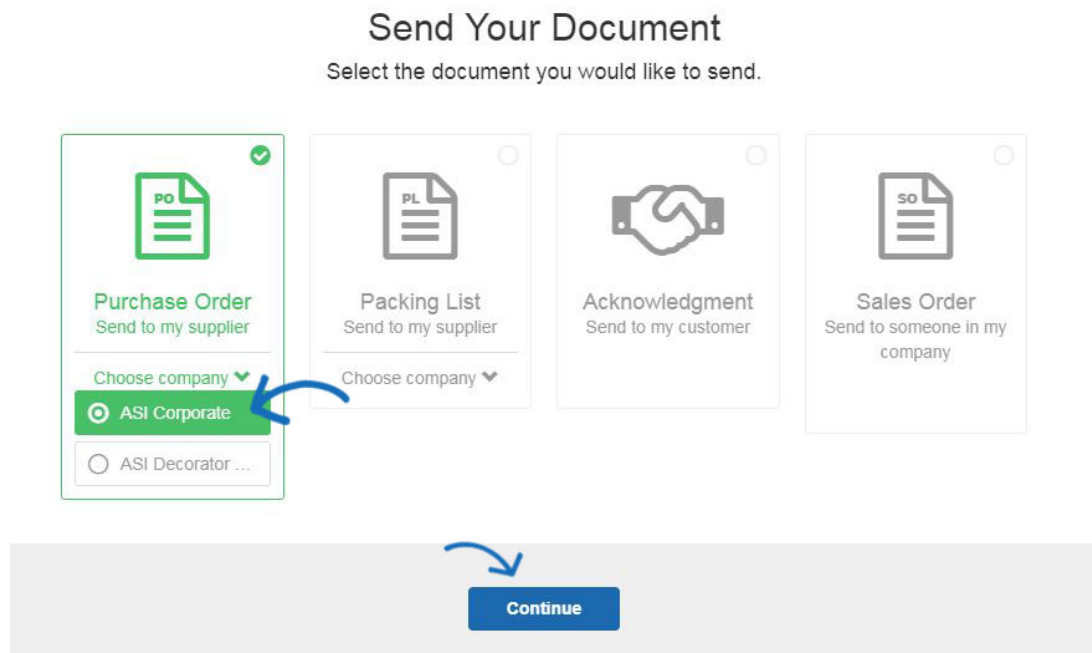 Send Your Document
Select the document you would like to send.
PO
Purchase Order
Send to my supplier
Choose company
ASI Corporate
ASI Decorator ...
PL
Packing List
Send to my supplier
Choose company
Acknowledgment
Send to my customer
SO
Sales Order
Send to someone in my
company
Continue